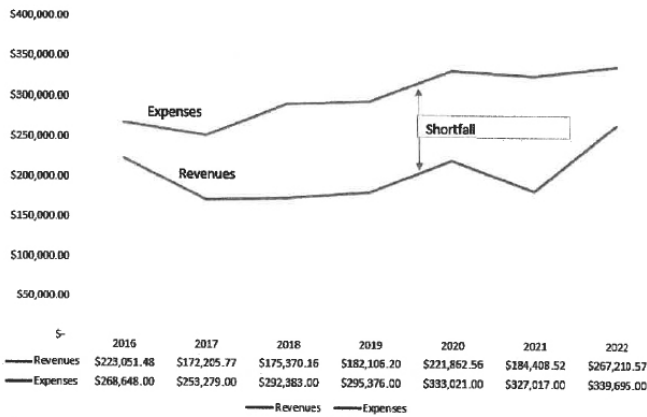 $400,000.00
$350,000.00
$300,000.00
Expenses
$250,000.00
Shortfall
$200,000.00
Revenues
$150,000.00
$100,000.00
$50,000.00
$-
2016 2017 2018 2019 2020 2021 2022
Revenues $223,051.48 $172,205.77 $175,370.16 $182,106.20 $221,862.56 $184,408.52 $267,210.57
Expenses $268,648.00 $253,279.00 $292,383.00 $295,376.00 $333,021.00 $327,017.00 $339,695.00
Revenues Expenses